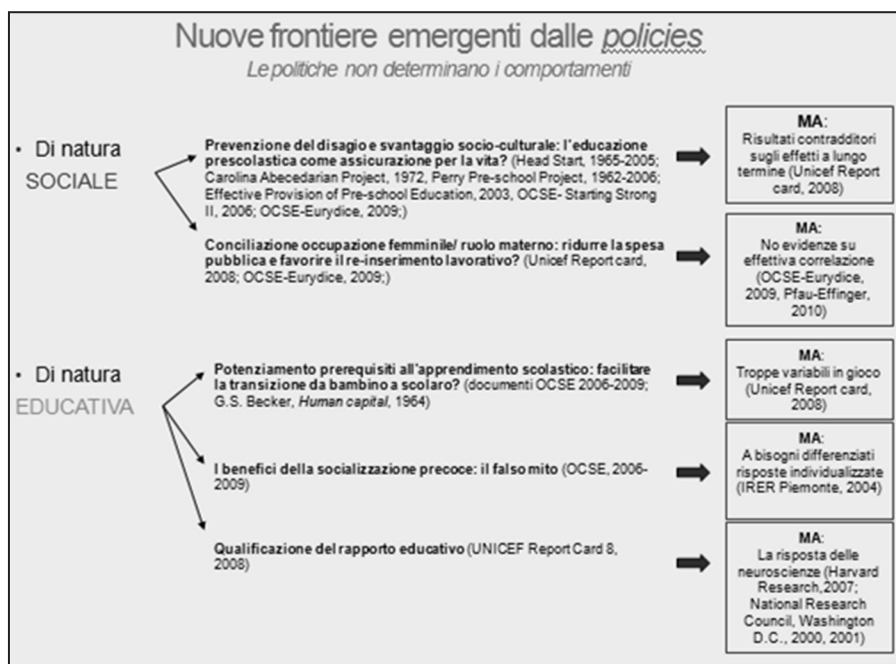 Nuove frontiere emergenti dalle policies
Le politiche non determinano i comportamenti
• Di natura
SOCIALE
Prevenzione del disagio e svantaggio socio-culturale: l'educazione
prescolastica come assicurazione per la vita? (Head Start, 1965-2005;
Carolina Abecedarian Project, 1972, Perry Pre-school Project, 1962-2006;
Effective Provision of Pre-school Education, 2003, OCSE- Starting Strong
II, 2006; OCSE-Eurydice, 2009;)
MA:
Risultati contradditori
sugli effetti a lungo
termine (Unicef Report
card, 2008)
Conciliazione occupazione femminile/ ruolo materno: ridurre la spesa
pubblica e favorire il re-inserimento lavorativo? (Unicef Report card,
2008; OCSE-Eurydice, 2009;)
MA:
No evidenze su
effettiva correlazione
(OCSE-Eurydice,
2009, Pfau-Effinger,
2010)
• Di natura
EDUCATIVA
Potenziamento prerequisiti all'apprendimento scolastico: facilitare
la transizione da bambino a scolaro? (documenti OCSE 2006-2009;
G.S. Becker, Human capital, 1964)
MA:
Troppe variabili in gioco
(Unicef Report card,
2008)
I benefici della socializzazione precoce: il falso mito (OCSE, 2006-
2009)
MA:
A bisogni differenziati
risposte individualizzate
(IRER Piemonte, 2004)
Qualificazione del rapporto educativo (UNICEF Report Card 8,
2008)
MA:
La risposta delle
neuroscienze (Harvard
Research,2007;
National Research
Council, Washington
D.C., 2000, 2001)